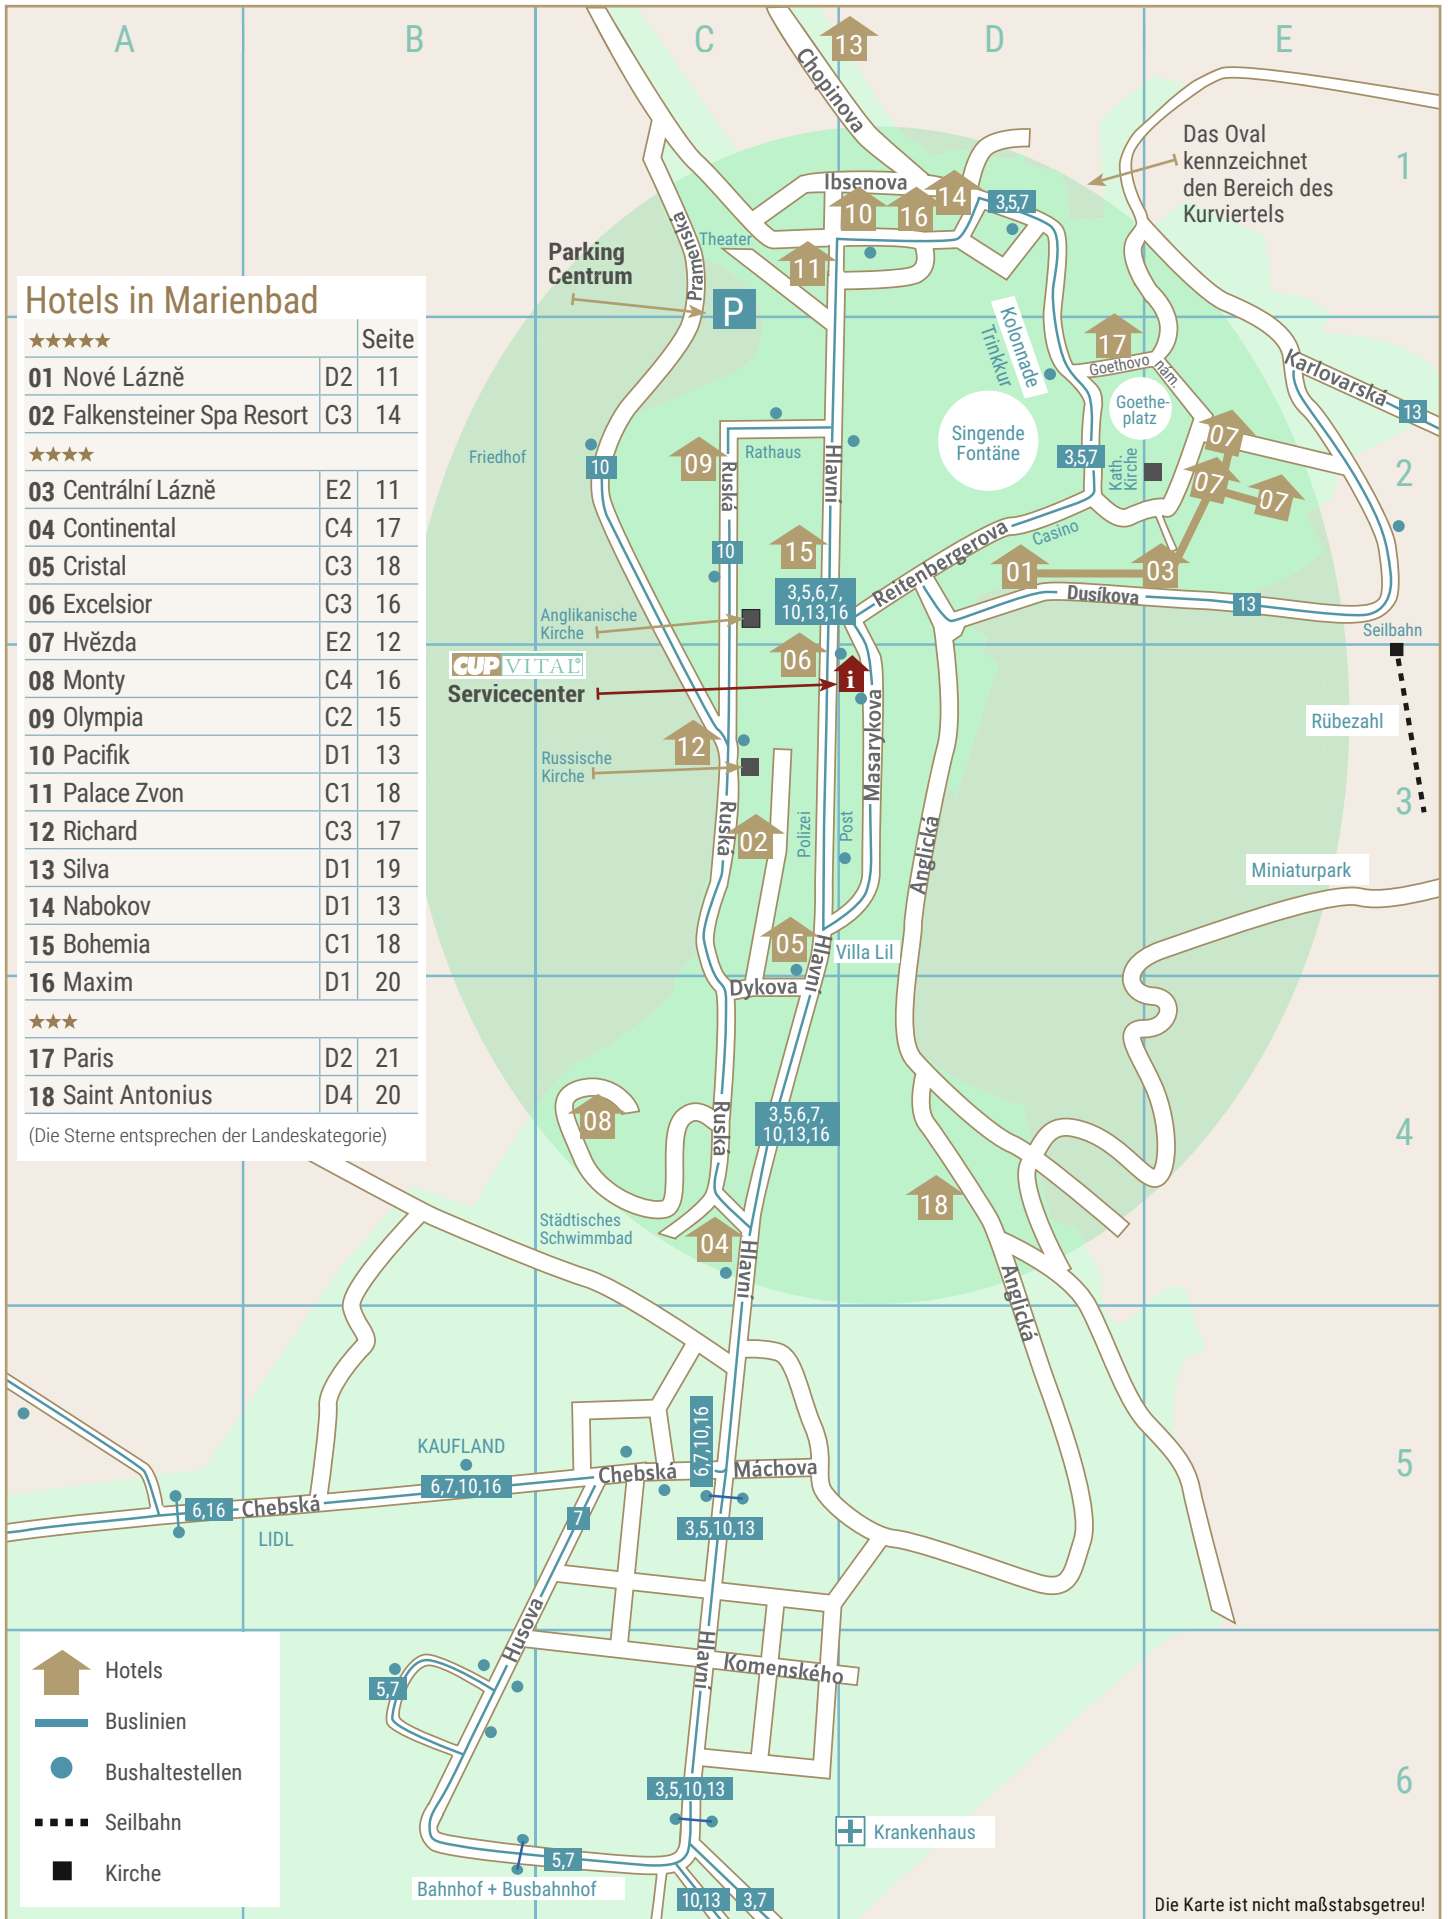 A
B
C
D
E
13
Chopinova
Das Oval
kennzeichnet
den Bereich des
Kurviertels
1
Ibsenova
14
10
16
3,5,7
Pramenská
Theater
Parking
Centrum
11
P
Hotels in Marienbad
★★★★★ Seite
01 Nové Lázně D2 11
02 Falkensteiner Spa Resort C3 14
★★★★
03 Centrální Lázně E2 11
04 Continental C4 17
05 Cristal C3 18
06 Excelsior C3 16
07 Hvězda E2 12
08 Monty C4 16
09 Olympia C2 15
10 Pacifik D1 13
11 Palace Zvon C1 18
12 Richard C3 17
13 Silva D1 19
14 Nabokov D1 13
15 Bohemia C1 18
16 Maxim D1 20
★★★
17 Paris D2 21
18 Saint Antonius D4 20
(Die Sterne entsprechen der Landeskategorie)
Kolonnade
Trinkkur
17
Goethovo
nám.
Karlovarská
13
Goethe-
platz
Singende
Fontäne
07
07
07
2
Friedhof
10
09
Ruská
Rathaus
Hlavní
3,5,7
Kath.
Kirche
10
15
Reitenbergerova
Casino
01
03
3,5,6,7,
10,13,16
Dusíkova
13
Anglikanische
Kirche
Seilbahn
CUP VITAL®
Servicecenter
06
i
Rübezahl
12
Russische
Kirche
Masarykova
3
Ruská
02
Polizei
Post
Anglická
Miniaturpark
05
Hlavní
Villa Lil
Dykova
08
Ruská
3,5,6,7,
10,13,16
4
18
Städtisches
Schwimmbad
04
Hlavní
Anglická
6,7,10,16
KAUFLAND
6,7,10,16
Chebská
Máchova
5
6,16
Chebská
LIDL
7
3,5,10,13
Husova
Hlavní
Komenského
5,7
Hotels
Buslinien
Bushaltestellen
Seilbahn
Kirche
3,5,10,13
6
Krankenhaus
5,7
Bahnhof + Busbahnhof
10,13
3,7
Die Karte ist nicht maßstabsgetreu!